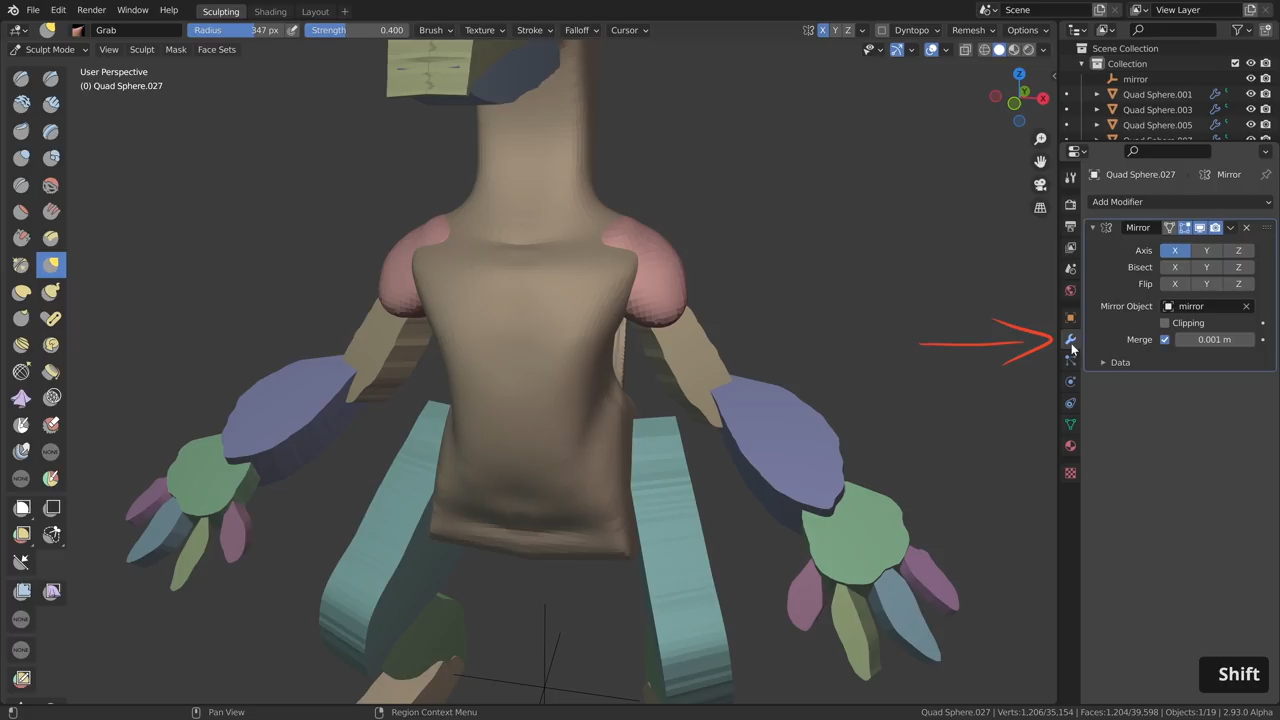 File Edit Render Window Help Sculpting Shading Layout + Scene View Layer
Grab Radius 347 px Strength 0.400 Brush Texture Stroke Falloff Cursor X Y Z Dyntopo Remesh Options
Sculpt Mode View Sculpt Mask Face Sets
Scene Collection
Collection
mirror
Quad Sphere.001
Quad Sphere.003
Quad Sphere.005
User Perspective
(0) Quad Sphere.027
Z
Y
X
Quad Sphere.027 Mirror
Add Modifier
Mirror
Axis X Y Z
Bisect X Y Z
Flip X Y Z
Mirror Object mirror
Clipping
Merge 0.001 m
Data
NONE
NONE
NONE
NONE
Shift
Pan View Region Context Menu Quad Sphere.027 | Verts:1,206/35,154 | Faces:1,204/39,598 | Objects:1/19 | 2.93.0 Alpha